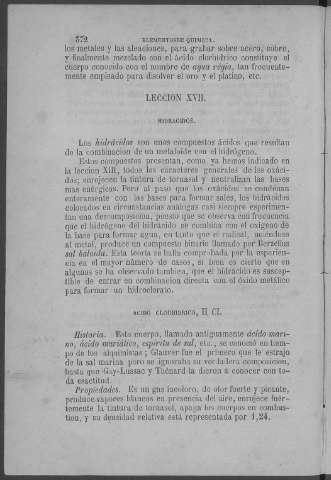 372 ELEMENTOS DE QUIMICA.
los metales y las aleaciones, para grabar sobre acero, cobre,
y finalmente mezclado con el ácido clorhídrico constituye el
cuerpo conocido con el nombre de agua régia, tan frecuente-
mente empleado para disolver el oro y el platino, etc.
LECCION XVII.
HIDRÁCIDOS.
Los hidrácidos son unos compuestos ácidos que resultan
de la combinacion de un metaloide con el hidrógeno.
Estos compuestos presentan, como ya hemos indicado en
la leccion XIII, todos los caractéres generales de los oxáci-
dos; enrojecen la tintura de tornasol y neutralizan las bases
mas enérgicas. Pero al paso que los oxácidos se combinan
enteramente con las bases para formar sales, los hidrácidos
colocados en circunstancias análogas casi siempre experimen-
tan una descomposicion, puesto que se observa con frecuencia
que el hidrógeno del hidrácido se combina con el oxígeno de
la base para formar agua, en tanto que el radical, uniéndose
al metal, produce un compuesto binario llamado por Berzelius
sal haloida. Esta teoría se halla comprobada por la experien-
cia en el mayor número de casos, si bien es cierto que en
algunos se ha observado tambien, que el hidrácido es suscep-
tible de entrar en combinacion directa con el óxido metálico
para formar un hidroclorato.
ÁCIDO CLORHÍDRICO, H, Cl.
Historia. Este cuerpo, llamado antiguamente ácido mari-
no, ácido muriático, espíritu de sal, etc., se conoció en tiem-
po de los alquimistas; Glauver fué el primero que le extrajo
de la sal marina pero se ignoraba su verdadera composicion,
hasta que Gay-Lussac y Thénard la dieron á conocer con to-
da exactitud.
Propiedades. Es un gas incoloro, de olor fuerte y picante,
produce vapores blancos en presencia del aire, enrojece fuer-
temente la tintura de tornasol, apaga los cuerpos en combus-
tion, y su densidad relativa está representada por 1,24.